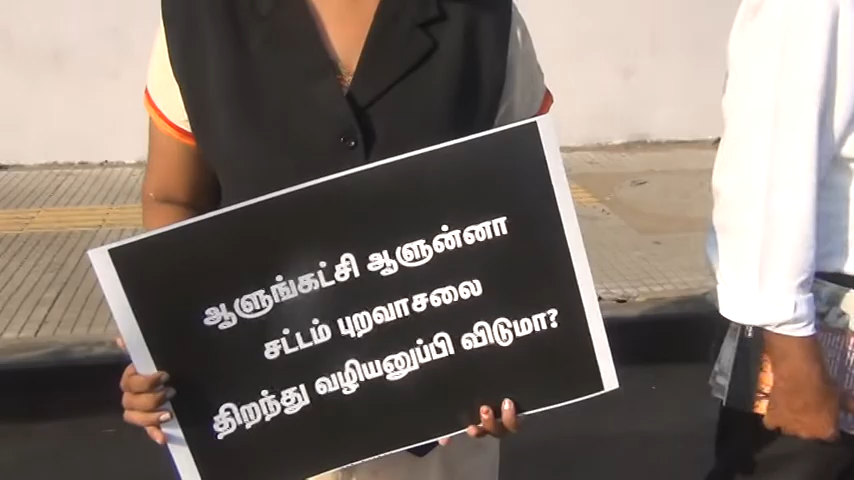 ஆளுங்கட்சி ஆளுன்னா
சட்டம் புறவாசலை
திறந்து வழியனுப்பி விடுமா?